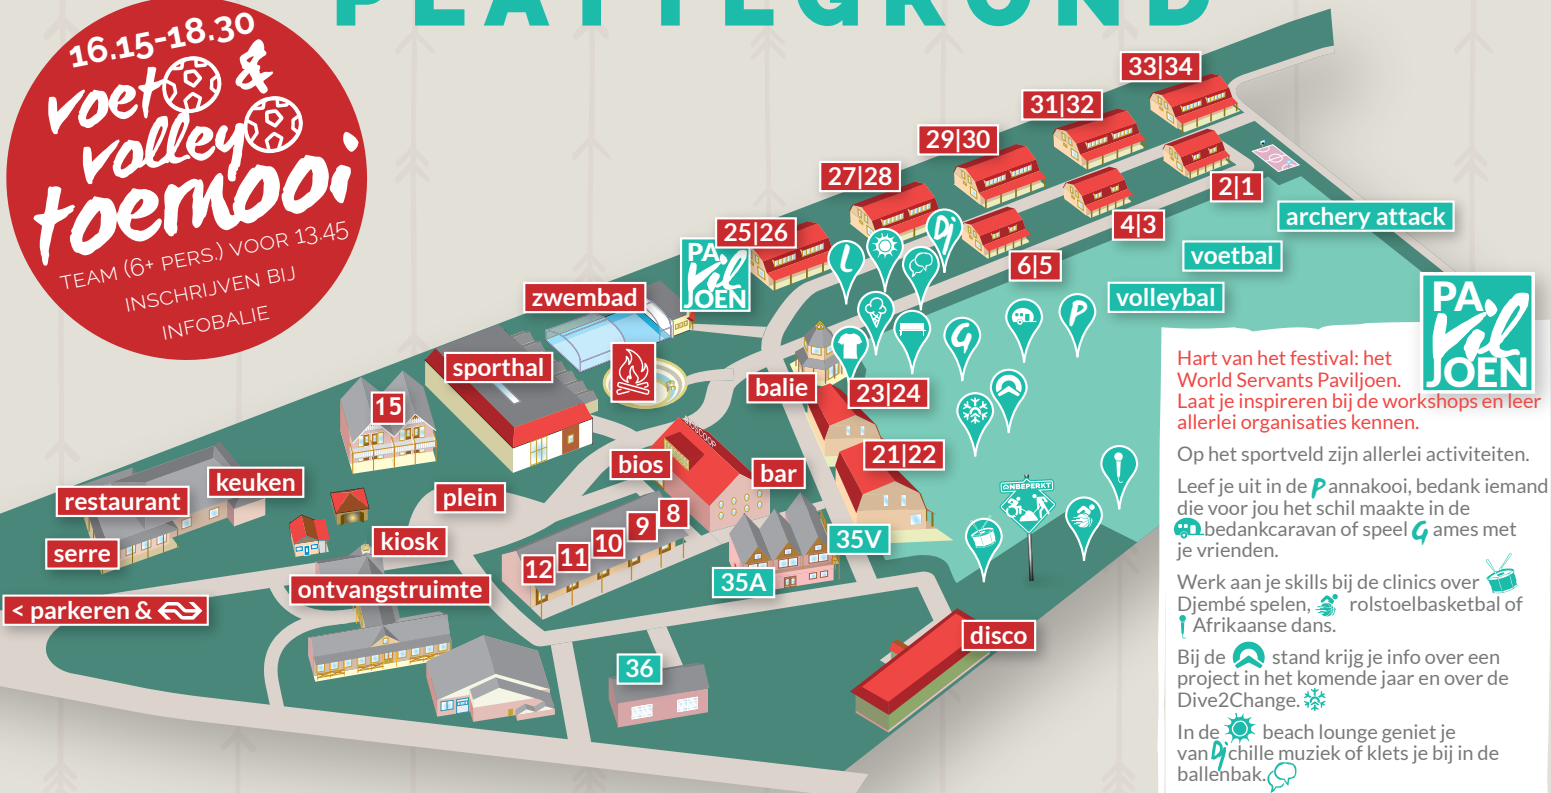 PLATTEGROND
16.15-18.30
voet &
volley
toernooi
TEAM (6+ PERS.) VOOR 13.45
INSCHRIJVEN BIJ
INFOBALIE
33|34
31|32
29|30
27|28
25|26
2|1
4|3
6|5
archery attack
voetbal
volleybal
PA
vil
JOEN
zwembad
L
Dj
G
P
sporthal
balie
23|24
15
BIOSCOOP
bios
bar
21|22
keuken
restaurant
plein
8
9
10
11
12
serre
kiosk
35V
35A
ONBEPERKT
ontvangstruimte
< parkeren &
36
disco
PA
vil
JOEN
Hart van het festival: het
World Servants Paviljoen.
Laat je inspireren bij de workshops en leer
allerlei organisaties kennen.
Op het sportveld zijn allerlei activiteiten.
Leef je uit in de Pannakooi, bedank iemand
die voor jou het schil maakte in de
bedankcaravan of speel Games met
je vrienden.
Werk aan je skills bij de clinics over
Djembé spelen, rolstoelbasketbal of
Afrikaanse dans.
Bij de stand krijg je info over een
project in het komende jaar en over de
Dive2Change.
In de beach lounge geniet je
van Dj chille muziek of klets je bij in de
ballenbak.